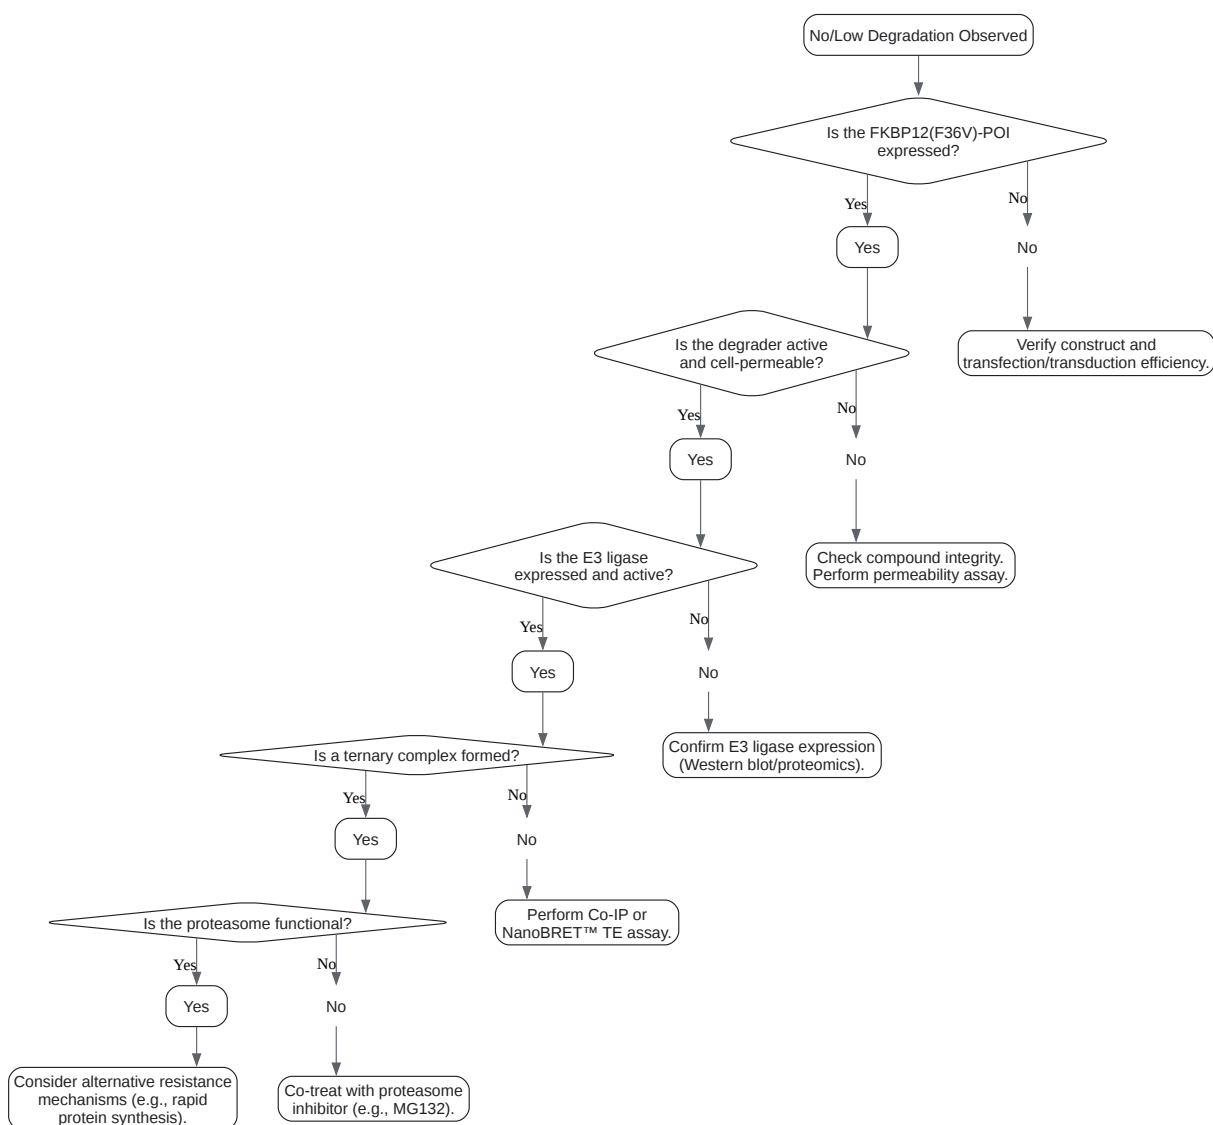 No/Low Degradation Observed
Is the FKBP12(F36V)-POI
expressed?
Yes
No
Yes
No
Is the degrader active
and cell-permeable?
Verify construct and
transfection/transduction efficiency.
Yes
No
Yes
No
Is the E3 ligase
expressed and active?
Check compound integrity.
Perform permeability assay.
Yes
No
Yes
No
Is a ternary complex formed?
Confirm E3 ligase expression
(Western blot/proteomics).
Yes
No
Yes
No
Is the proteasome functional?
Perform Co-IP or
NanoBRET™ TE assay.
Yes
No
Yes
No
Consider alternative resistance
mechanisms (e.g., rapid
protein synthesis).
Co-treat with proteasome
inhibitor (e.g., MG132).